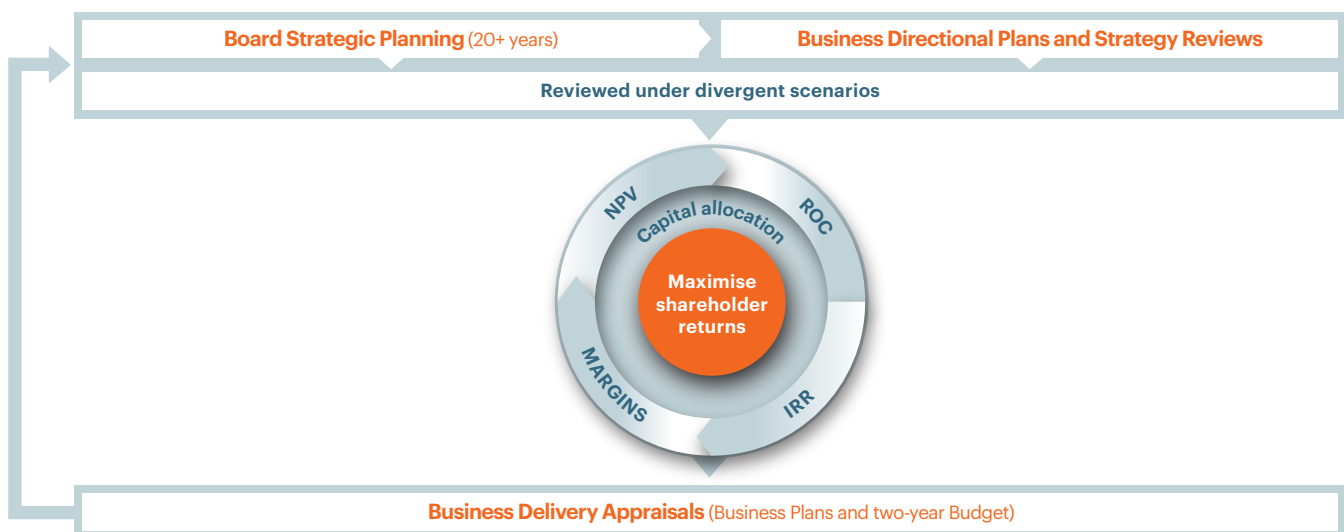 Board Strategic Planning (20+ years)
Business Directional Plans and Strategy Reviews
Reviewed under divergent scenarios
NPV
ROC
Capital allocation
Maximise
shareholder
returns
MARGINS
IRR
Business Delivery Appraisals (Business Plans and two-year Budget)